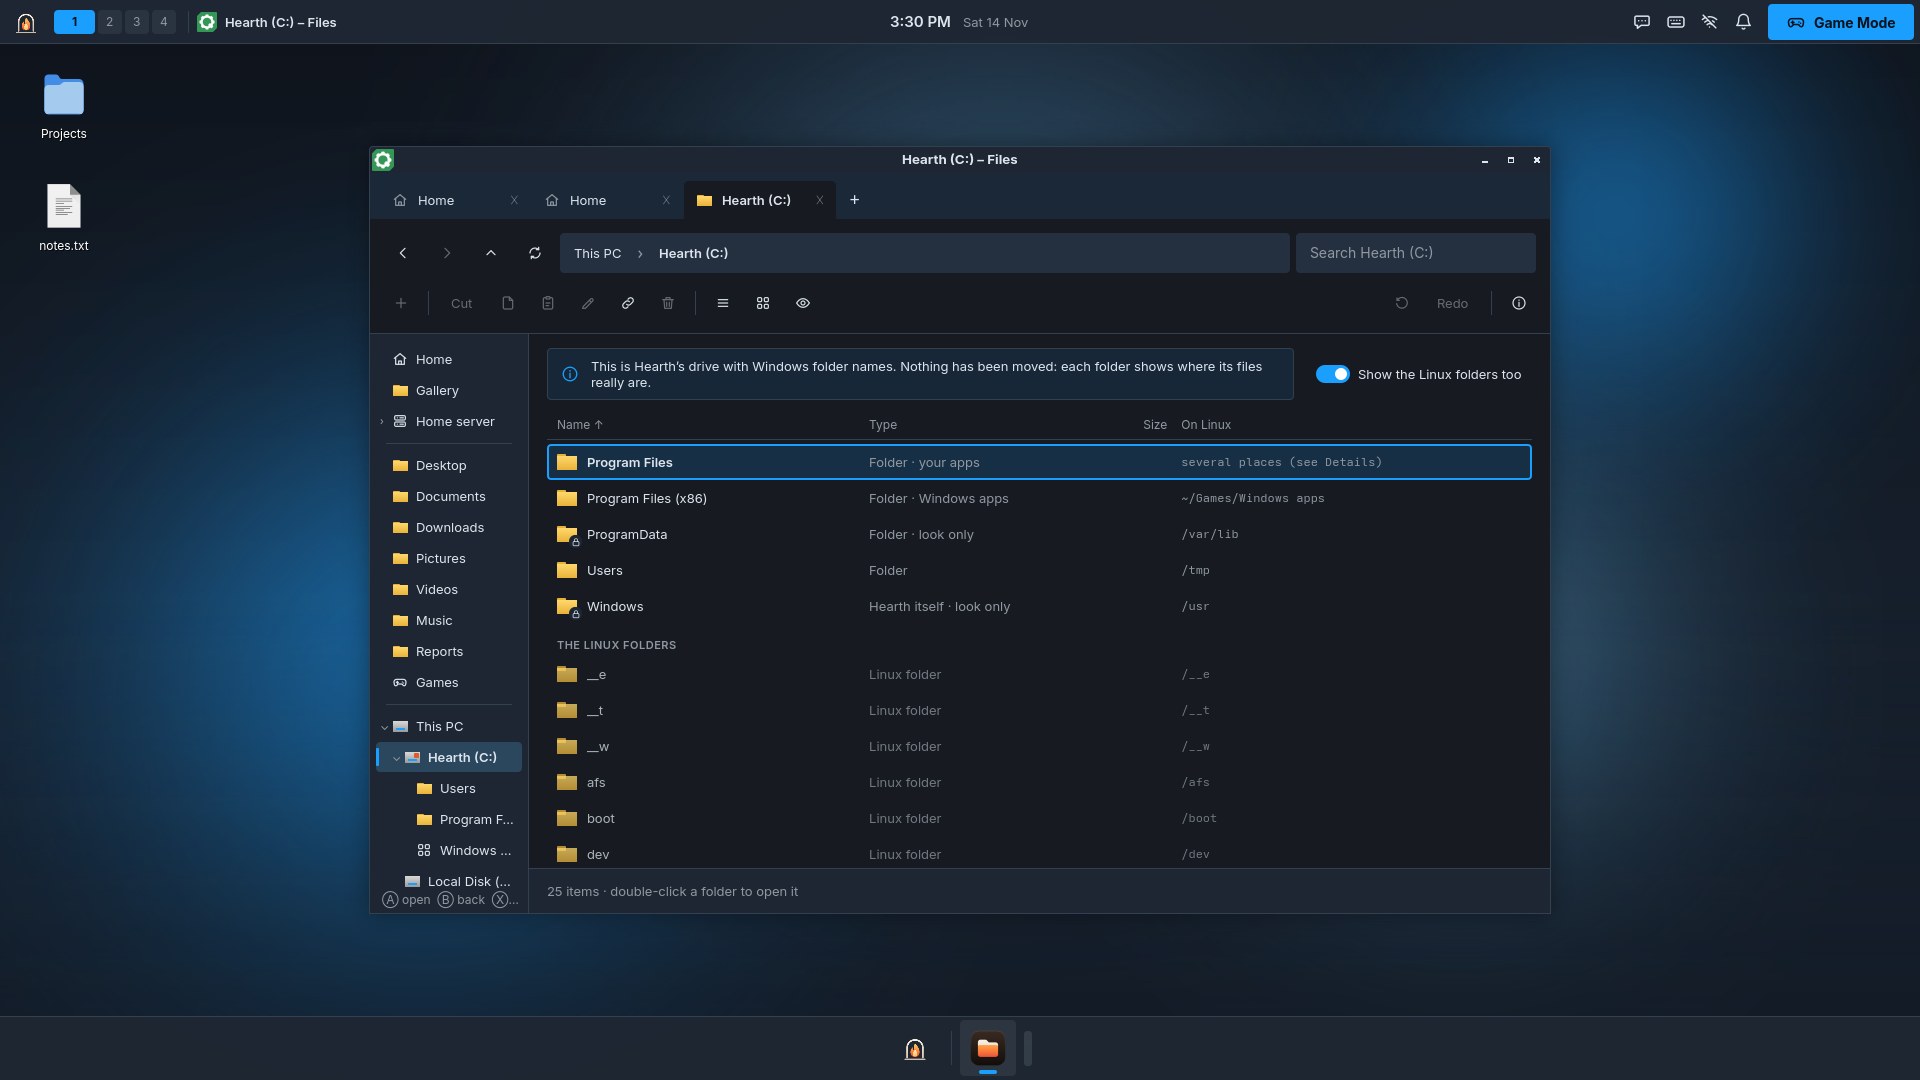 1 2 3 4 Hearth (C:) – Files 3:30 PM Sat 14 Nov Game Mode
Projects
notes.txt
Hearth (C:) – Files
Home X Home X Hearth (C:) X +
This PC › Hearth (C:) Search Hearth (C:)
Cut Redo
Home
Gallery
Home server
Desktop
Documents
Downloads
Pictures
Videos
Music
Reports
Games
This PC
Hearth (C:)
Users
Program F...
Windows ...
Local Disk (...
A open B back X...
This is Hearth’s drive with Windows folder names. Nothing has been moved: each folder shows where its files
really are.
Show the Linux folders too
Name ↑ Type Size On Linux
Program Files Folder · your apps several places (see Details)
Program Files (x86) Folder · Windows apps ~/Games/Windows apps
ProgramData Folder · look only /var/lib
Users Folder /tmp
Windows Hearth itself · look only /usr
THE LINUX FOLDERS
__e Linux folder /__e
__t Linux folder /__t
__w Linux folder /__w
afs Linux folder /afs
boot Linux folder /boot
dev Linux folder /dev
25 items · double-click a folder to open it